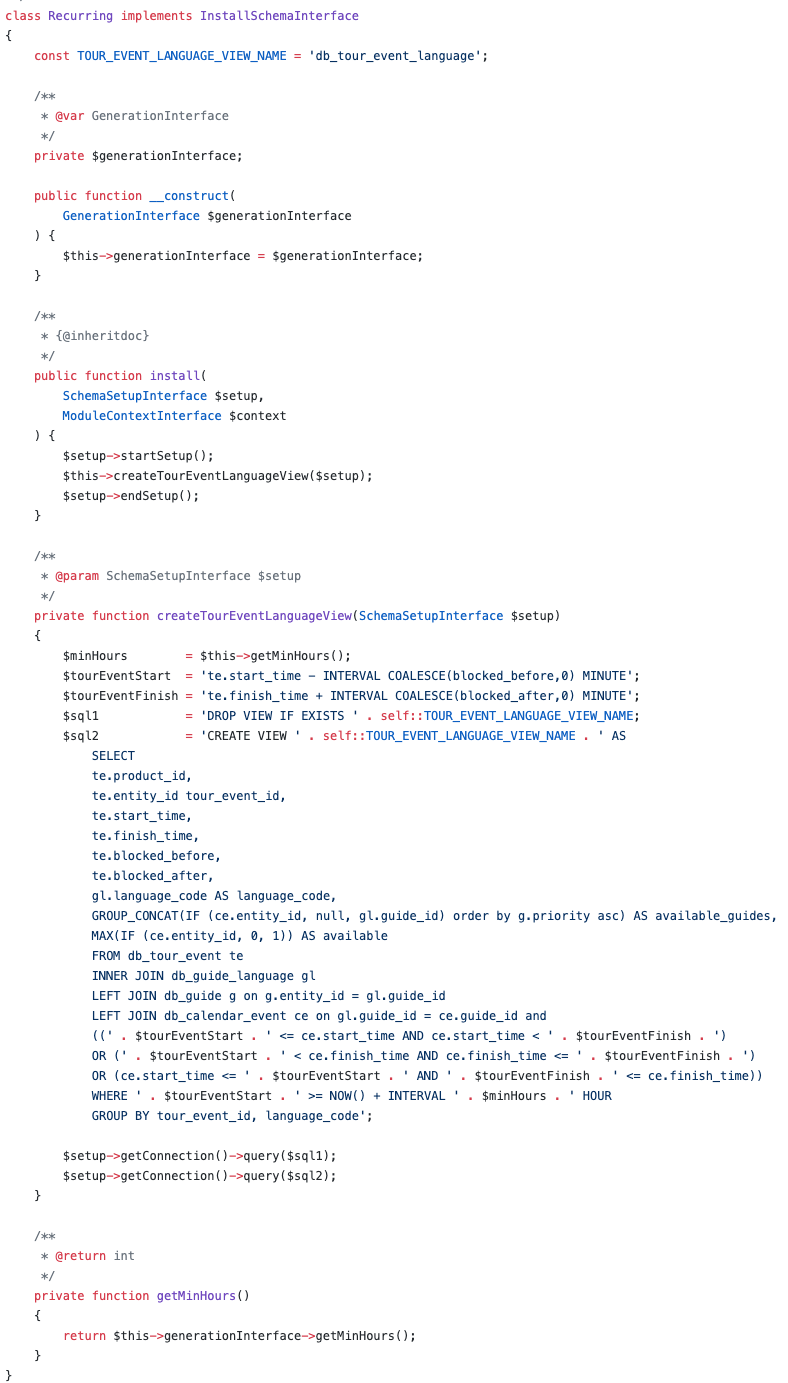 class Recurring implements InstallSchemaInterface
{
    const TOUR_EVENT_LANGUAGE_VIEW_NAME = 'db_tour_event_language';

    /**
     * @var GenerationInterface
     */
    private $generationInterface;

    public function __construct(
        GenerationInterface $generationInterface
    ) {
        $this->generationInterface = $generationInterface;
    }

    /**
     * {@inheritdoc}
     */
    public function install(
        SchemaSetupInterface $setup,
        ModuleContextInterface $context
    ) {
        $setup->startSetup();
        $this->createTourEventLanguageView($setup);
        $setup->endSetup();
    }

    /**
     * @param SchemaSetupInterface $setup
     */
    private function createTourEventLanguageView(SchemaSetupInterface $setup)
    {
        $minHours        = $this->getMinHours();
        $tourEventStart  = 'te.start_time - INTERVAL COALESCE(blocked_before,0) MINUTE';
        $tourEventFinish = 'te.finish_time + INTERVAL COALESCE(blocked_after,0) MINUTE';
        $sql1            = 'DROP VIEW IF EXISTS ' . self::TOUR_EVENT_LANGUAGE_VIEW_NAME;
        $sql2            = 'CREATE VIEW ' . self::TOUR_EVENT_LANGUAGE_VIEW_NAME . ' AS
            SELECT
            te.product_id,
            te.entity_id tour_event_id,
            te.start_time,
            te.finish_time,
            te.blocked_before,
            te.blocked_after,
            gl.language_code AS language_code,
            GROUP_CONCAT(IF (ce.entity_id, null, gl.guide_id) order by g.priority asc) AS available_guides,
            MAX(IF (ce.entity_id, 0, 1)) AS available
            FROM db_tour_event te
            INNER JOIN db_guide_language gl
            LEFT JOIN db_guide g on g.entity_id = gl.guide_id
            LEFT JOIN db_calendar_event ce on gl.guide_id = ce.guide_id and
            ((' . $tourEventStart . ' <= ce.start_time AND ce.start_time < ' . $tourEventFinish . ')
            OR (' . $tourEventStart . ' < ce.finish_time AND ce.finish_time <= ' . $tourEventFinish . ')
            OR (ce.start_time <= ' . $tourEventStart . ' AND ' . $tourEventFinish . ' <= ce.finish_time))
            WHERE ' . $tourEventStart . ' >= NOW() + INTERVAL ' . $minHours . ' HOUR
            GROUP BY tour_event_id, language_code';

        $setup->getConnection()->query($sql1);
        $setup->getConnection()->query($sql2);
    }

    /**
     * @return int
     */
    private function getMinHours()
    {
        return $this->generationInterface->getMinHours();
    }
}